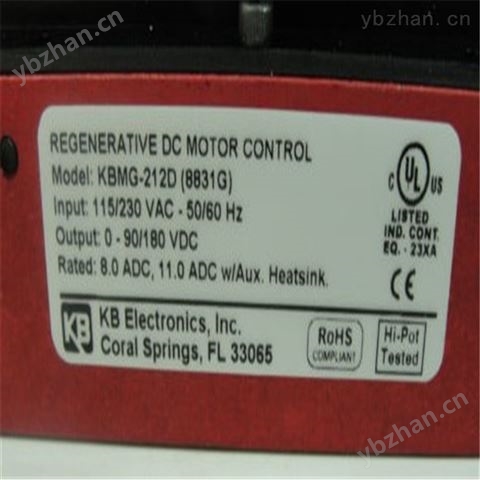 ybzhan.cn
ybzhan.cn
REGENERATIVE DC MOTOR CONTROL
Model: KBMG-212D (8831G)
Input: 115/230 VAC - 50/60 Hz
Output: 0 - 90/180 VDC
Rated: 8.0 ADC, 11.0 ADC w/Aux. Heatsink.
C UL US
LISTED
IND. CONT.
EQ. - 23XA
CE
KB
KB Electronics, Inc.
Coral Springs, FL 33065
RoHS
COMPLIANT
Hi-Pot
Tested
ybzhan.cn
ybzhan.cn